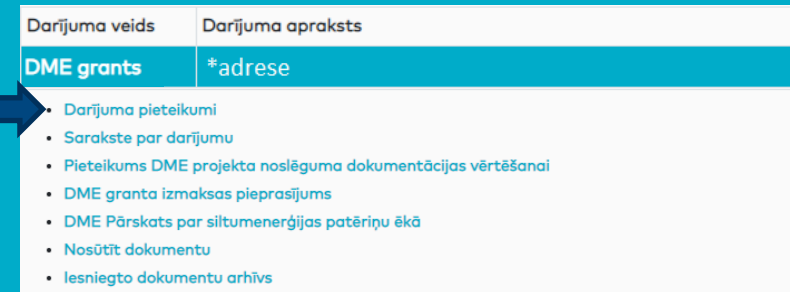 Darījuma veids Darījuma apraksts
DME grants *adrese
• Darījuma pieteikumi
• Sarakste par darījumu
• Pieteikums DME projekta noslēguma dokumentācijas vērtēšanai
• DME granta izmaksas pieprasījums
• DME Pārskats par siltumenerģijas patēriņu ēkā
• Nosūtīt dokumentu
• Iesniegto dokumentu arhīvs